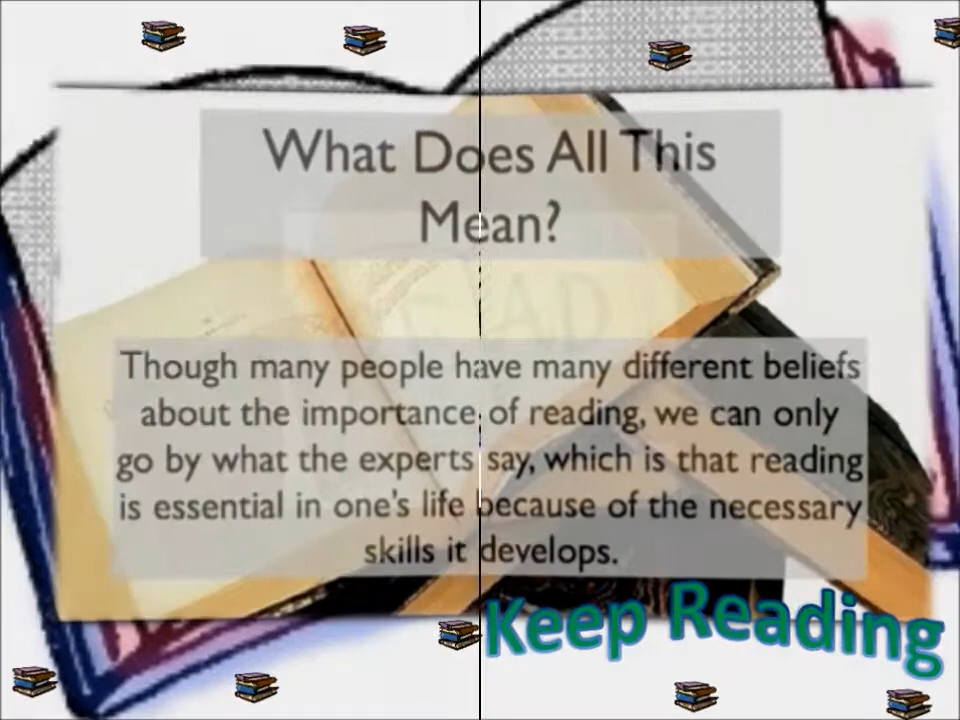 What Does All This
Mean?
Though many people have many different beliefs
about the importance of reading, we can only
go by what the experts say, which is that reading
is essential in one's life because of the necessary
skills it develops.
Keep Reading